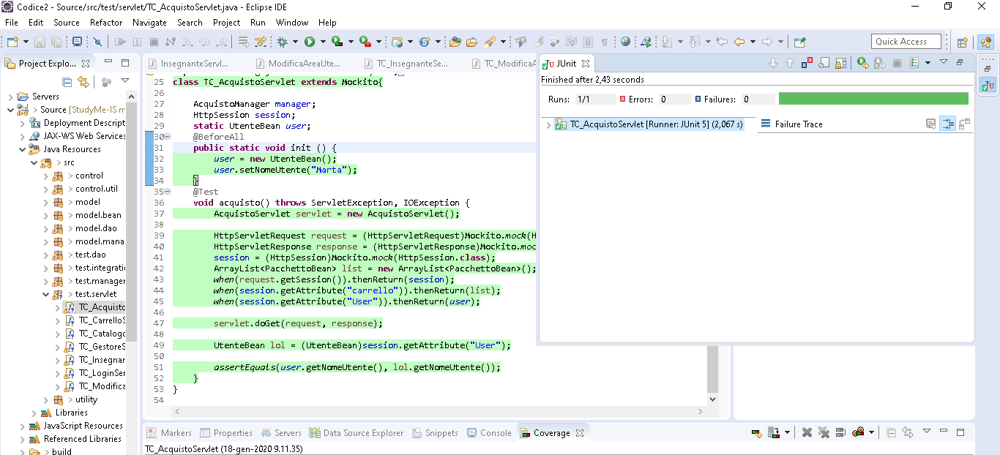 Codice2 - Source/src/test/servlet/TC_AcquistoServlet.java - Eclipse IDE
File Edit Source Refactor Navigate Search Project Run Window Help
Quick Access
Project Explo...
Servers
> Source [StudyMe-IS m
Deployment Descript
JAX-WS Web Services
Java Resources
> src
> control
> control.util
> model
> model.bean
> model.dao
> model.mana
> test.dao
> test.integrati
> test.manager
> test.servlet
TC_Acquisto
TC_CarrelloS
TC_Catalogo
TC_GestoreS
TC_Insegnan
TC_LoginSer
TC_Modifica
> utility
Libraries
JavaScript Resources
Referenced Libraries
> build
InsegnanteServl... ModificaAreaUte... TC_InsegnanteSe... TC_ModificaA
25 class TC_AcquistoServlet extends Mockito{
26
27 AcquistoManager manager;
28 HttpSession session;
29 static UtenteBean user;
30 @BeforeAll
31 public static void init () {
32 user = new UtenteBean();
33 user.setNomeUtente("Marta");
34 }
35 @Test
36 void acquisto() throws ServletException, IOException {
37 AcquistoServlet servlet = new AcquistoServlet();
38
39 HttpServletRequest request = (HttpServletRequest)Mockito.mock(H
40 HttpServletResponse response = (HttpServletResponse)Mockito.moc
41 session = (HttpSession)Mockito.mock(HttpSession.class);
42 ArrayList<PacchettoBean> list = new ArrayList<PacchettoBean>();
43 when(request.getSession()).thenReturn(session);
44 when(session.getAttribute("carrello")).thenReturn(list);
45 when(session.getAttribute("User")).thenReturn(user);
46
47 servlet.doGet(request, response);
48
49 UtenteBean lol = (UtenteBean)session.getAttribute("User");
50
51 assertEquals(user.getNomeUtente(), lol.getNomeUtente());
52 }
53 }
54
JUnit
Finished after 2,43 seconds
Runs: 1/1 Errors: 0 Failures: 0
TC_AcquistoServlet [Runner: JUnit 5] (2,067 s)
Failure Trace
Markers Properties Servers Data Source Explorer Snippets Console Coverage
TC_AcquistoServlet (18-gen-2020 9.11.35)